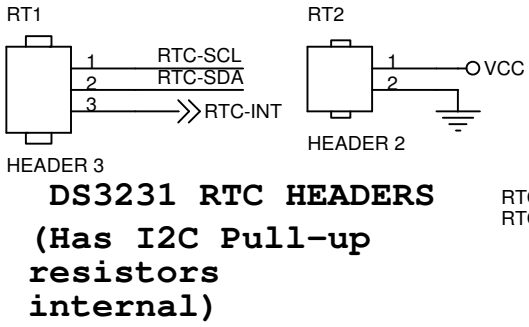 RT1
RT2
1
RTC-SCL
2
RTC-SDA
3
RTC-INT
1
VCC
2
HEADER 3
HEADER 2
DS3231 RTC HEADERS
(Has I2C Pull-up
resistors
internal)
RTC
RTC